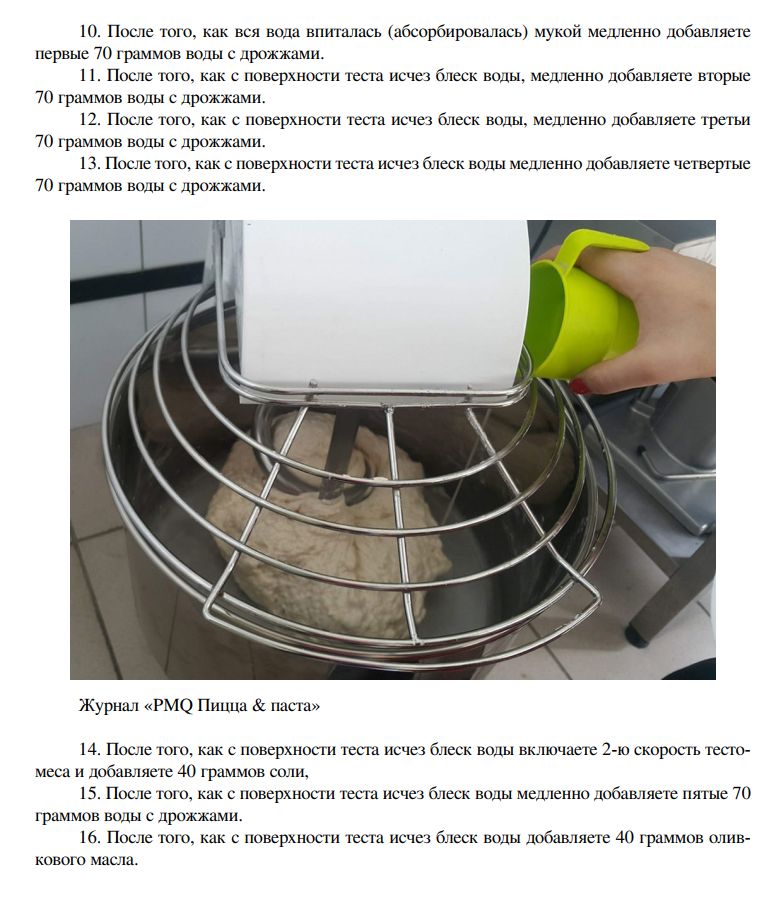 10. После того, как вся вода впиталась (абсорбировалась) мукой медленно добавляете
первые 70 граммов воды с дрожжами.
11. После того, как с поверхности теста исчез блеск воды, медленно добавляете вторые
70 граммов воды с дрожжами.
12. После того, как с поверхности теста исчез блеск воды, медленно добавляете третьи
70 граммов воды с дрожжами.
13. После того, как с поверхности теста исчез блеск воды медленно добавляете четвертые
70 граммов воды с дрожжами.
Журнал «PMQ Пицца & паста»
14. После того, как с поверхности теста исчез блеск воды включаете 2-ю скорость тесто-
меса и добавляете 40 граммов соли,
15. После того, как с поверхности теста исчез блеск воды медленно добавляете пятые 70
граммов воды с дрожжами.
16. После того, как с поверхности теста исчез блеск воды добавляете 40 граммов олив-
кового масла.